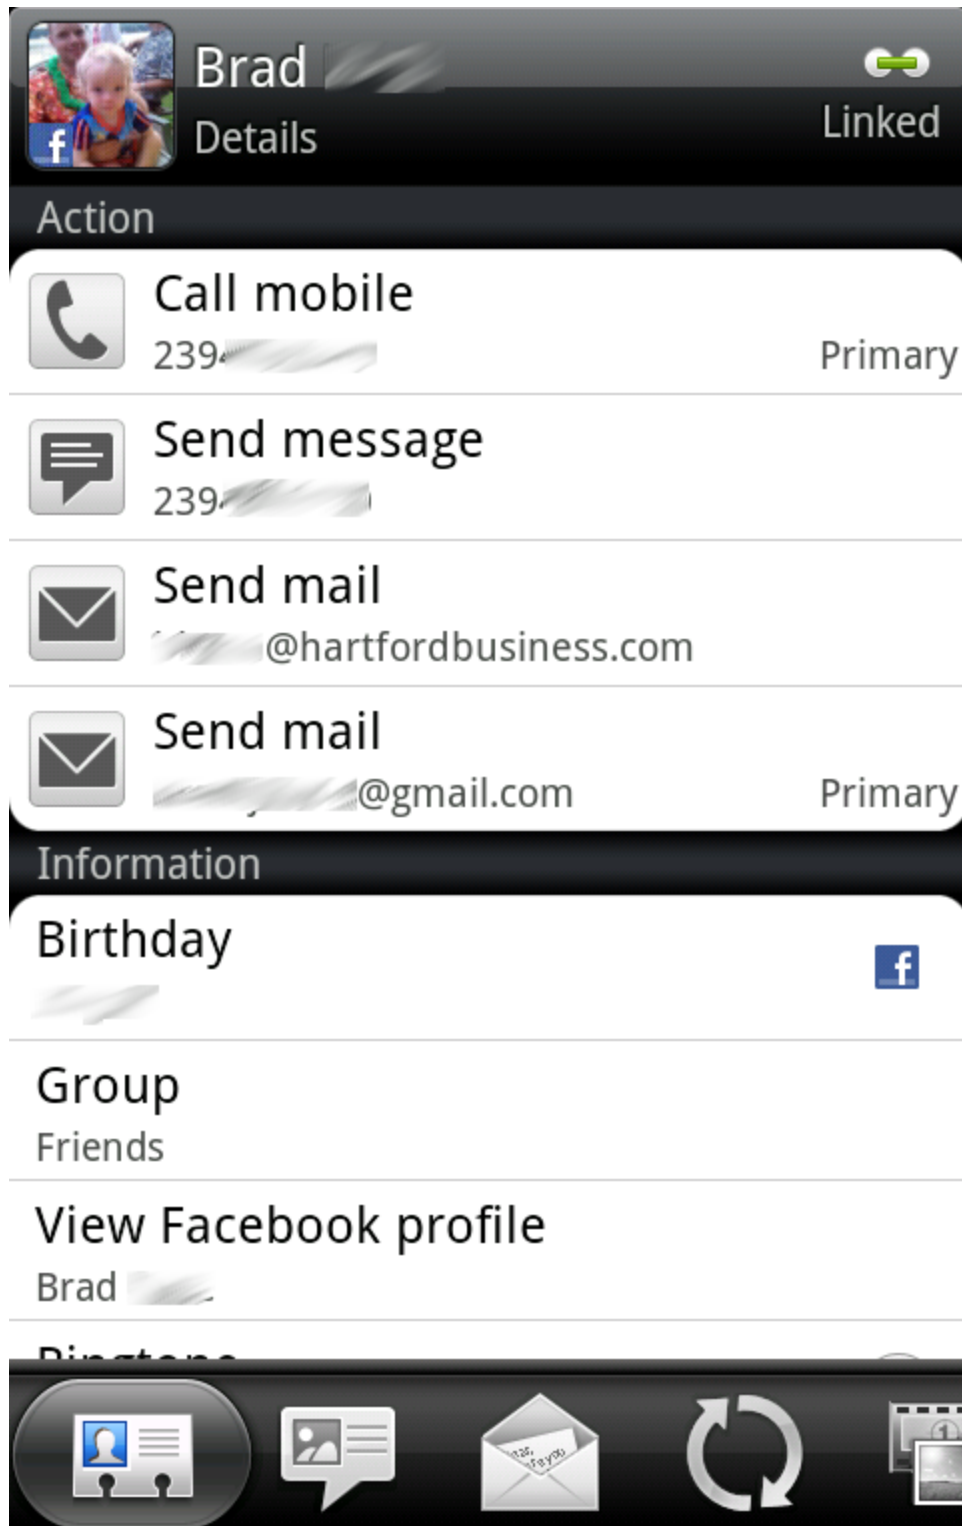 Brad
Details
Linked
Action
Call mobile
239
Primary
Send message
239
Send mail
@hartfordbusiness.com
Send mail
@gmail.com
Primary
Information
Birthday
f
Group
Friends
View Facebook profile
Brad
Ringtone